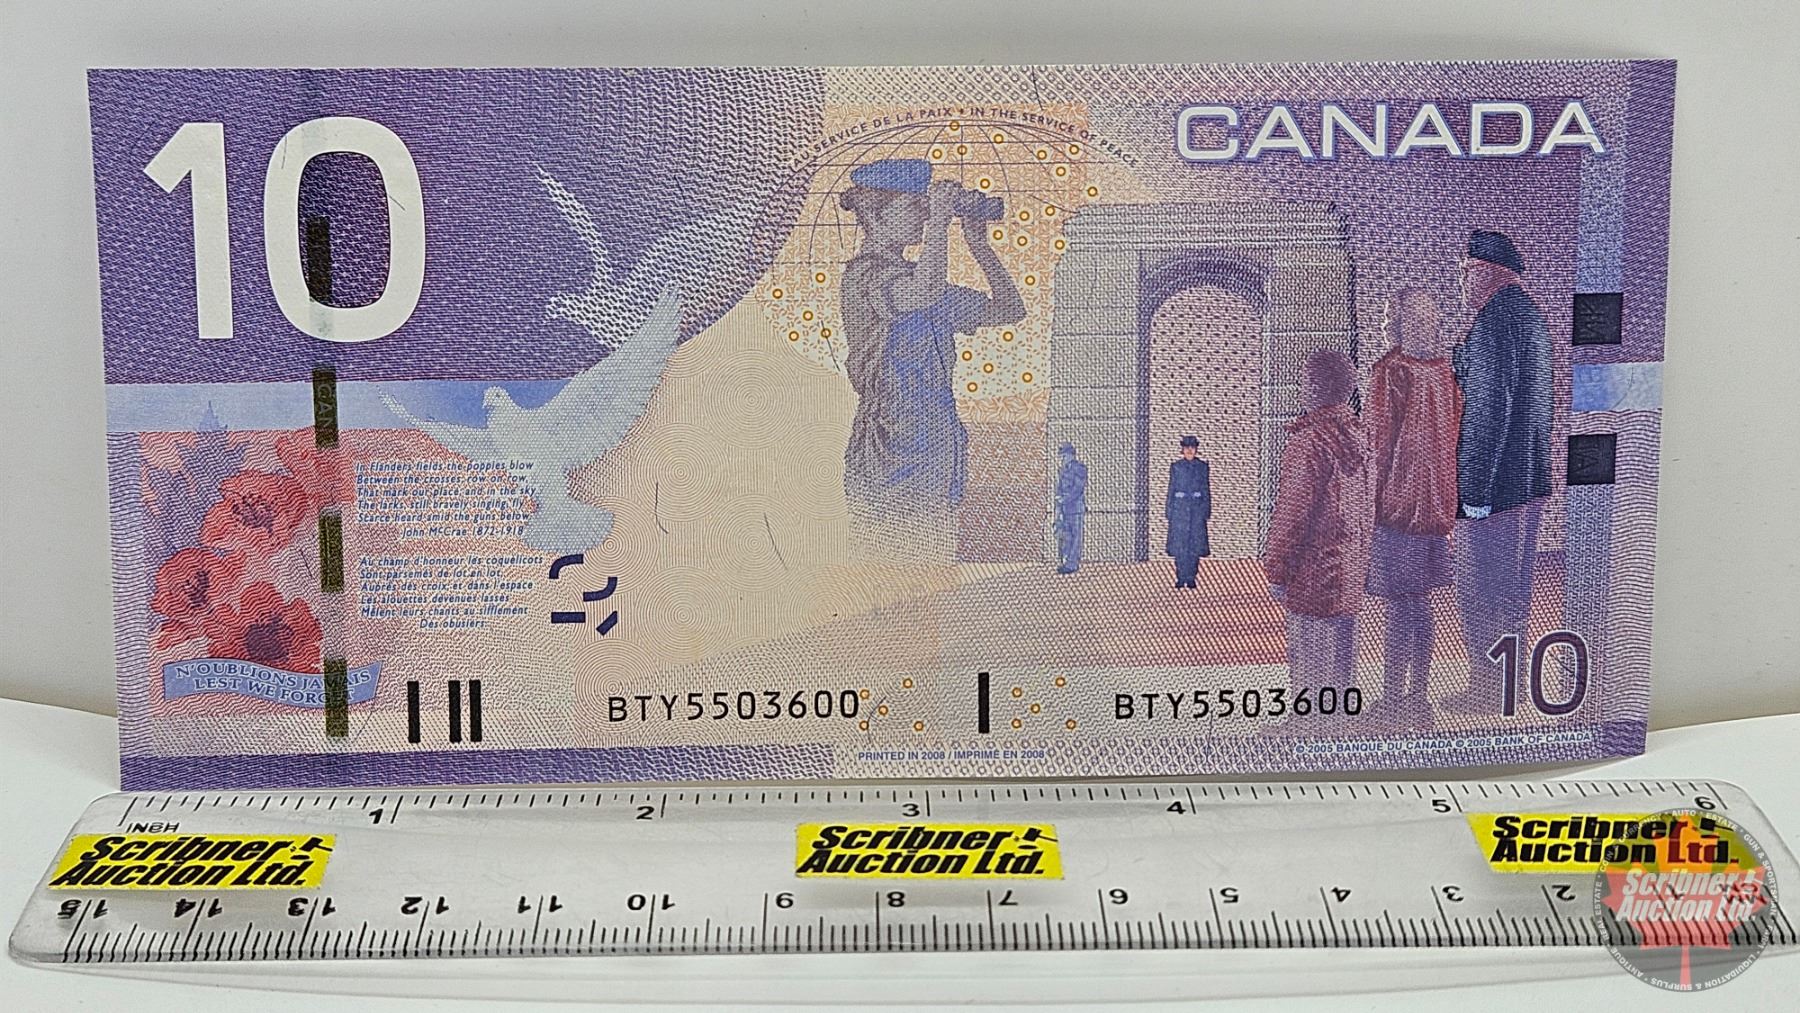 10
AU SERVICE DE LA PAIX • IN THE SERVICE OF PEACE
CANADA
In Flanders fields the poppies blow
Between the crosses, row on row,
That mark our place; and in the sky
The larks, still bravely singing, fly
Scarce heard amid the guns below.
John McCrae 1872-1918
Au champ d'honneur les coquelicots
Sont parsemés de lot en lot
Auprès des croix; et dans l'espace
Les alouettes devenues lasses
Mêlent leurs chants au sifflement
Des obusiers.
N'OUBLIONS JAMAIS
LEST WE FORGET
BTY5503600
BTY5503600
10
PRINTED IN 2008 / IMPRIMÉ EN 2008
© 2005 BANQUE DU CANADA © 2005 BANK OF CANADA
1 2 3 4 5 6
INCH
Scribner
Auction Ltd.
Scribner
Auction Ltd.
Scribner
Auction Ltd.
15 14 13 12 11 10 9 8 7 6 5 4 3 2
Scribner
Auction Ltd.